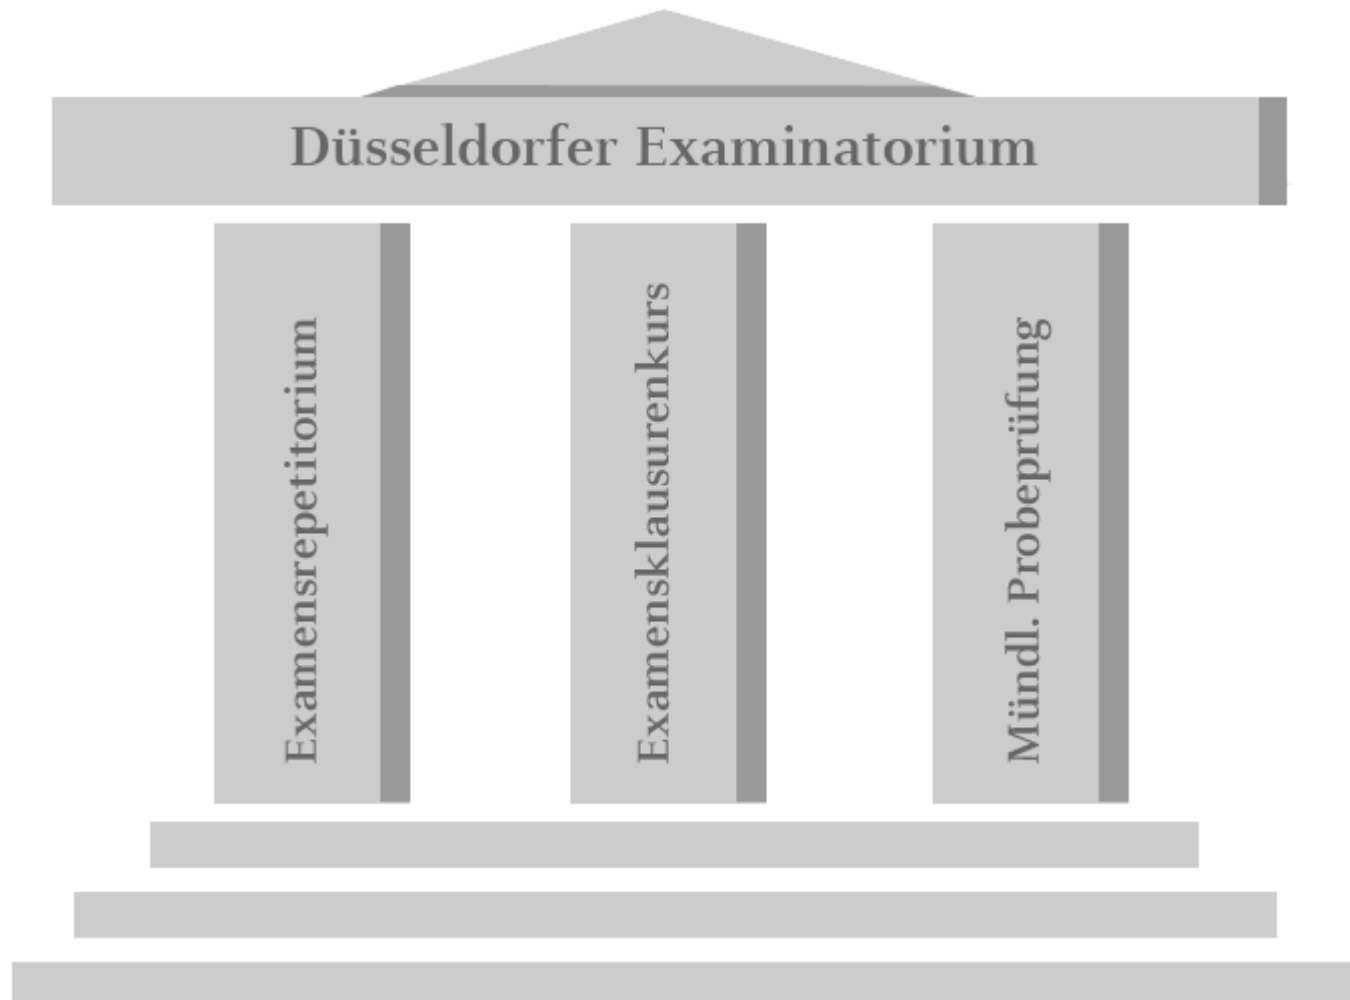 Düsseldorfer Examinatorium
Examensrepetitorium
Examensklausurenkurs
Mündl. Probeprüfung